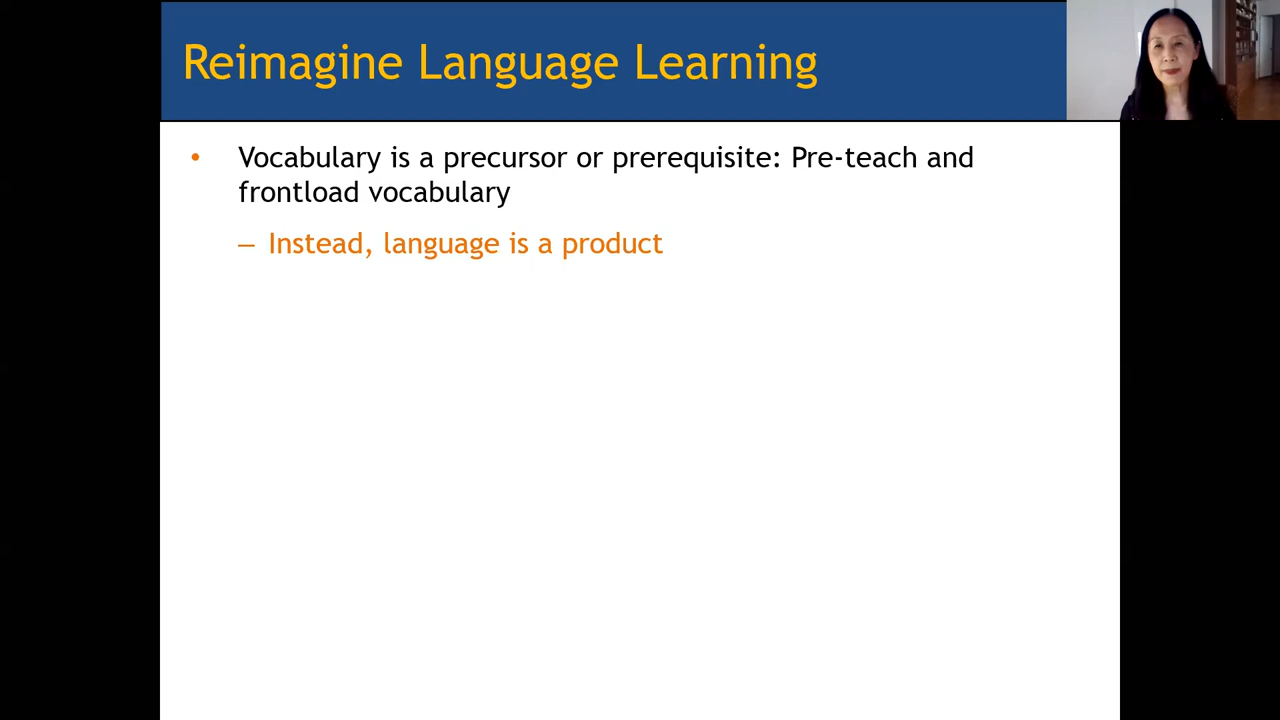 Reimagine Language Learning
• Vocabulary is a precursor or prerequisite: Pre-teach and
frontload vocabulary
– Instead, language is a product